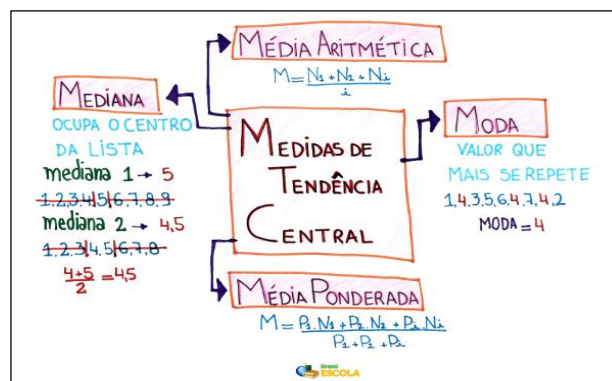 MÉDIA ARITMÉTICA
M = N₁ + N₂ + Nᵢ / i
MEDIANA
OCUPA O CENTRO
DA LISTA
mediana 1 → 5
1,2,3,4|5|6,7,8,9
mediana 2 → 4,5
1,2,3|4,5|6,7,8
4+5 / 2 = 4,5
MEDIDAS DE
TENDÊNCIA
CENTRAL
MODA
VALOR QUE
MAIS SE REPETE
1,4,3,5,6,4,7,4,2
MODA = 4
MÉDIA PONDERADA
M = P₁.N₁ + P₂.N₂ + Pᵢ.Nᵢ / P₁ + P₂ + Pᵢ
Brasil
ESCOLA